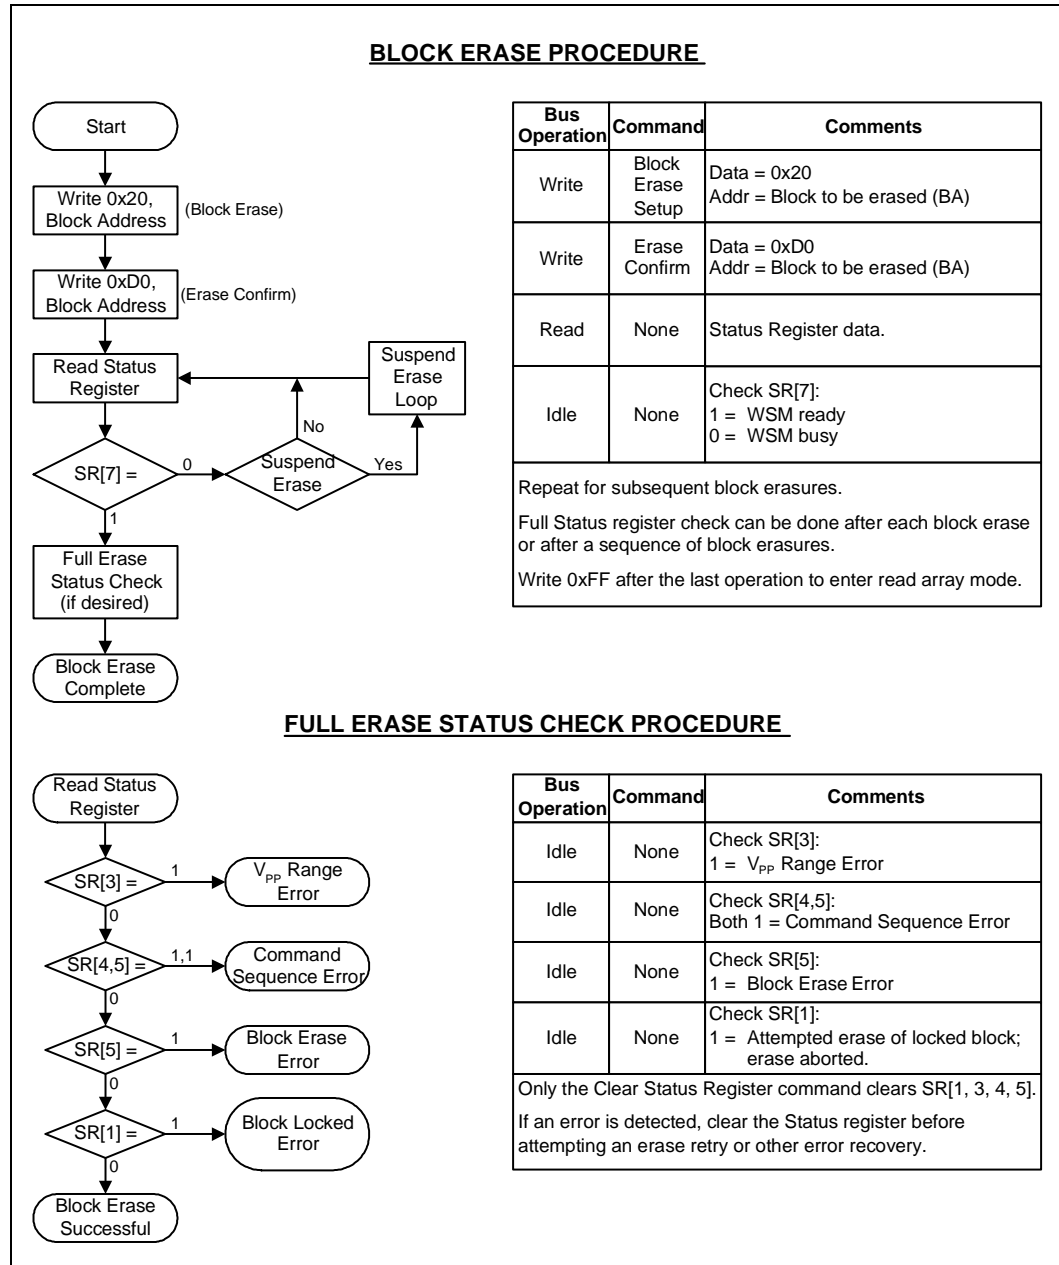 BLOCK ERASE PROCEDURE
Start
Write 0x20,
Block Address
(Block Erase)
Write 0xD0,
Block Address
(Erase Confirm)
Read Status
Register
Suspend
Erase
Loop
No
SR[7] =
0
Suspend
Erase
Yes
1
Full Erase
Status Check
(if desired)
Block Erase
Complete
Bus
Operation
Command
Comments
Write
Block
Erase
Setup
Data = 0x20
Addr = Block to be erased (BA)
Write
Erase
Confirm
Data = 0xD0
Addr = Block to be erased (BA)
Read
None
Status Register data.
Idle
None
Check SR[7]:
1 = WSM ready
0 = WSM busy
Repeat for subsequent block erasures.
Full Status register check can be done after each block erase
or after a sequence of block erasures.
Write 0xFF after the last operation to enter read array mode.
FULL ERASE STATUS CHECK PROCEDURE
Read Status
Register
SR[3] =
1
VPP Range
Error
0
SR[4,5] =
1,1
Command
Sequence Error
0
SR[5] =
1
Block Erase
Error
0
SR[1] =
1
Block Locked
Error
0
Block Erase
Successful
Bus
Operation
Command
Comments
Idle
None
Check SR[3]:
1 = VPP Range Error
Idle
None
Check SR[4,5]:
Both 1 = Command Sequence Error
Idle
None
Check SR[5]:
1 = Block Erase Error
Idle
None
Check SR[1]:
1 = Attempted erase of locked block;
erase aborted.
Only the Clear Status Register command clears SR[1, 3, 4, 5].
If an error is detected, clear the Status register before
attempting an erase retry or other error recovery.